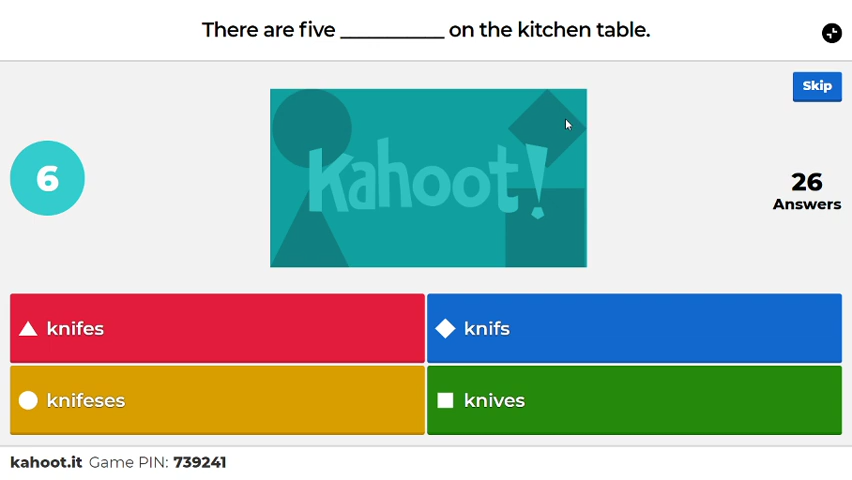 There are five __________ on the kitchen table.
Skip
6
Kahoot!
26
Answers
knifes
knifs
knifeses
knives
kahoot.it Game PIN: 739241